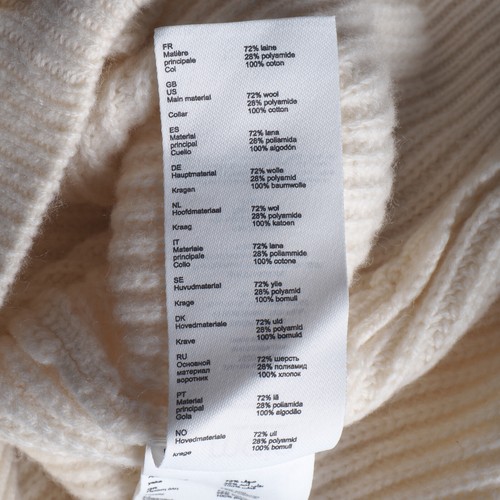 FR
Matière 72% laine
principale 28% polyamide
Col 100% coton
GB
US
Main material 72% wool
28% polyamide
Collar 100% cotton
ES
Material 72% lana
principal 28% poliamida
Cuello 100% algodón
DE
Hauptmaterial 72% wolle
28% polyamid
Kragen 100% baumwolle
NL
Hoofdmateriaal 72% wol
28% polyamide
Kraag 100% katoen
IT
Materiale 72% lana
principale 28% poliammide
Collo 100% cotone
SE
Huvudmaterial 72% ylle
28% polyamid
Krage 100% bomull
DK
Hovedmateriale 72% uld
28% polyamid
Krave 100% bomuld
RU
Основной 72% шерсть
материал 28% полиамид
воротник 100% хлопок
PT
Material 72% lã
principal 28% poliamida
Gola 100% algodão
NO
Hovedmateriale 72% ull
28% polyamid
Krage 100% bomull